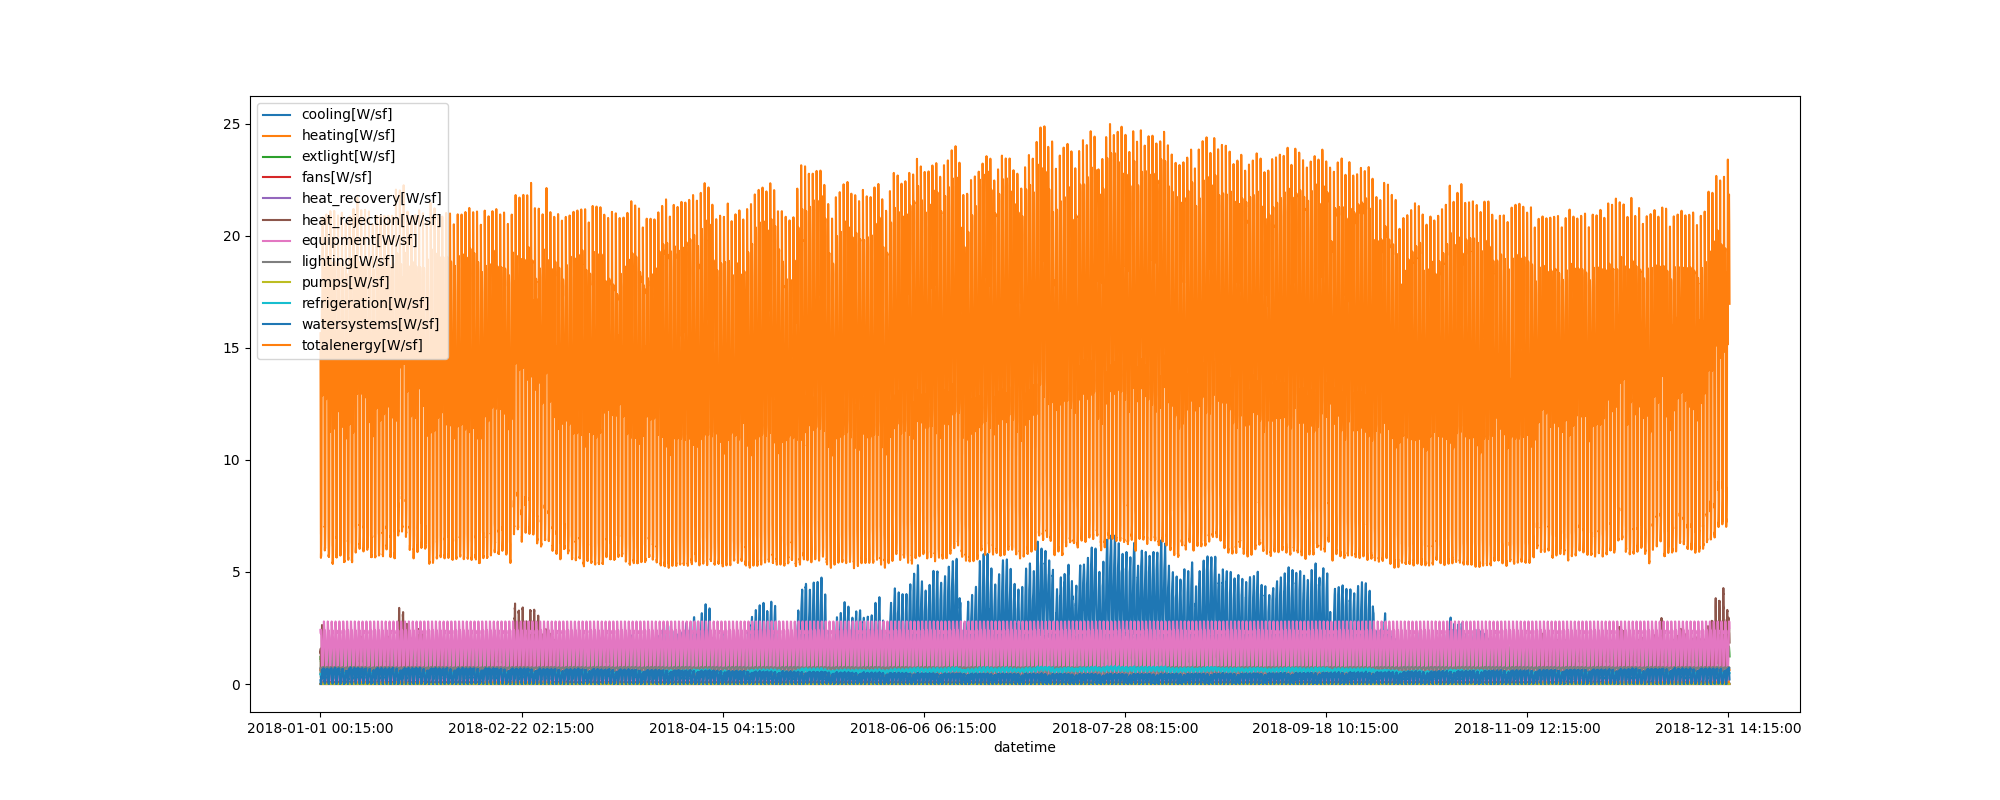 25
20
15
10
5
0
cooling[W/sf]
heating[W/sf]
extlight[W/sf]
fans[W/sf]
heat_recovery[W/sf]
heat_rejection[W/sf]
equipment[W/sf]
lighting[W/sf]
pumps[W/sf]
refrigeration[W/sf]
watersystems[W/sf]
totalenergy[W/sf]
2018-01-01 00:15:00 2018-02-22 02:15:00 2018-04-15 04:15:00 2018-06-06 06:15:00 2018-07-28 08:15:00 2018-09-18 10:15:00 2018-11-09 12:15:00 2018-12-31 14:15:00
datetime